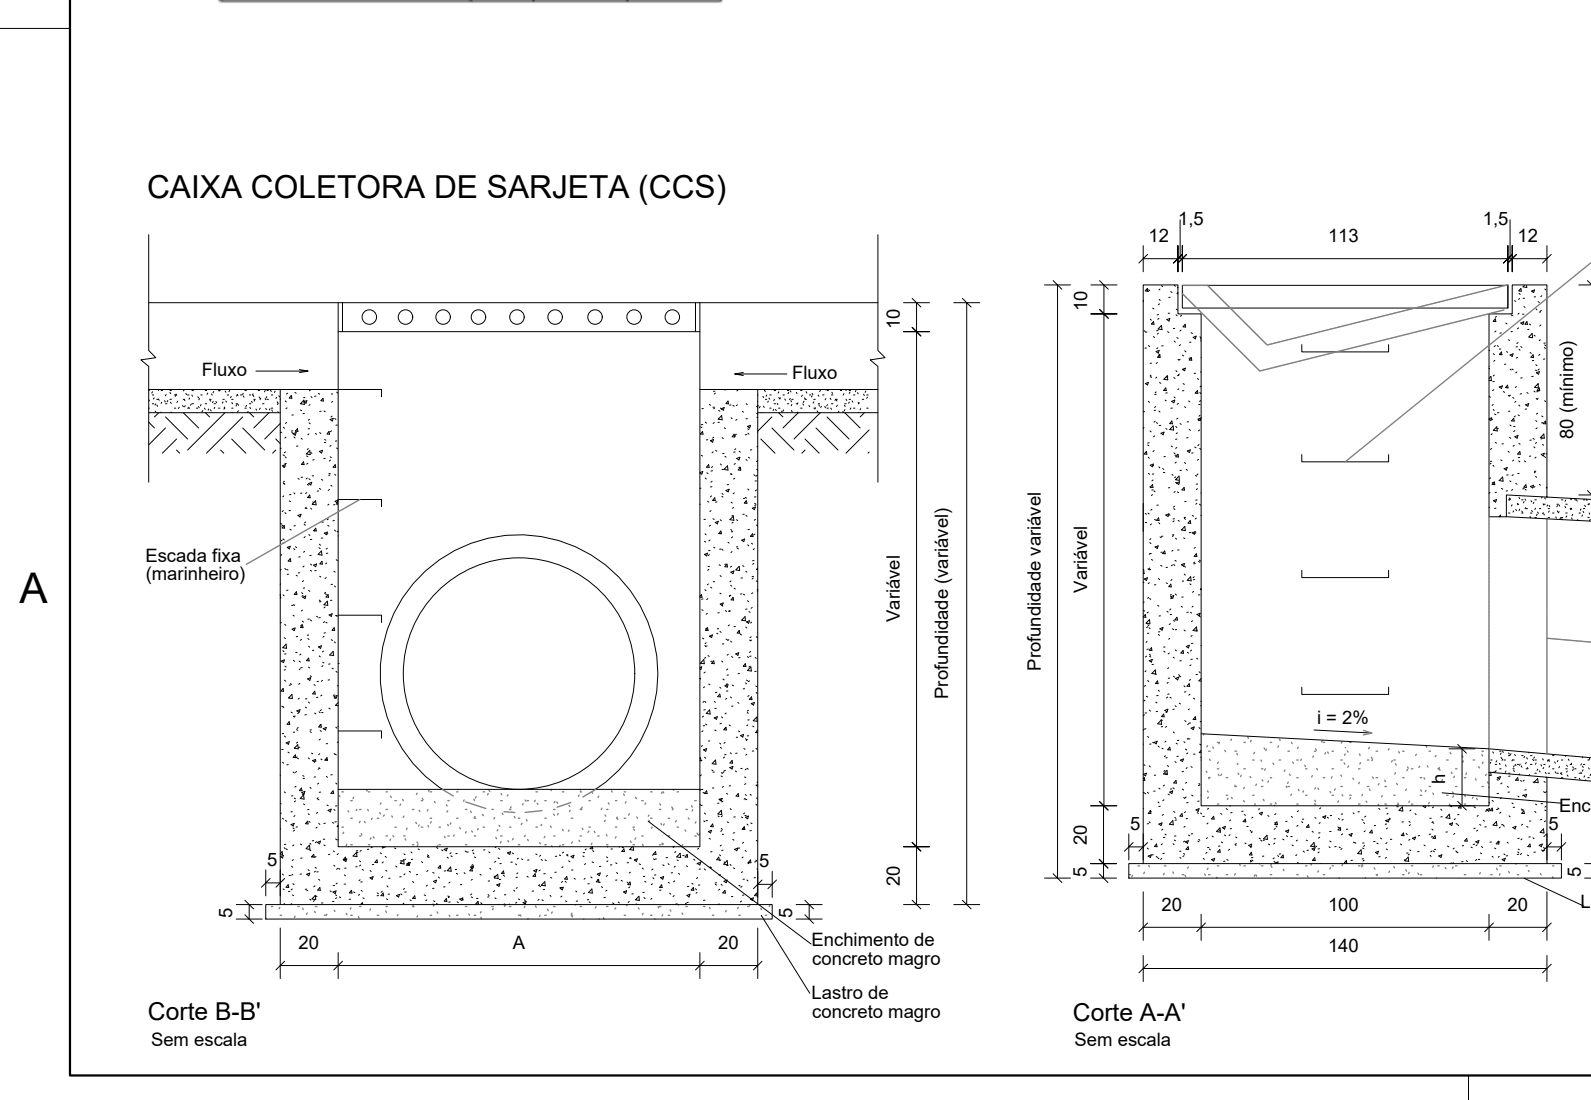 CAIXA COLETORA DE SARJETA (CCS)
Fluxo
Fluxo
Escada fixa
(marinheiro)
10
Variável
Profundidade (variável)
20
5
5
5
5
20
A
20
Enchimento de
concreto magro
Lastro de
concreto magro
Corte B-B'
Sem escala
A
1,5
1,5
12
113
12
10
80 (mínimo)
Profundidade variável
Variável
i = 2%
h
Enc
20
5
5
5
5
L
20
100
20
140
Corte A-A'
Sem escala